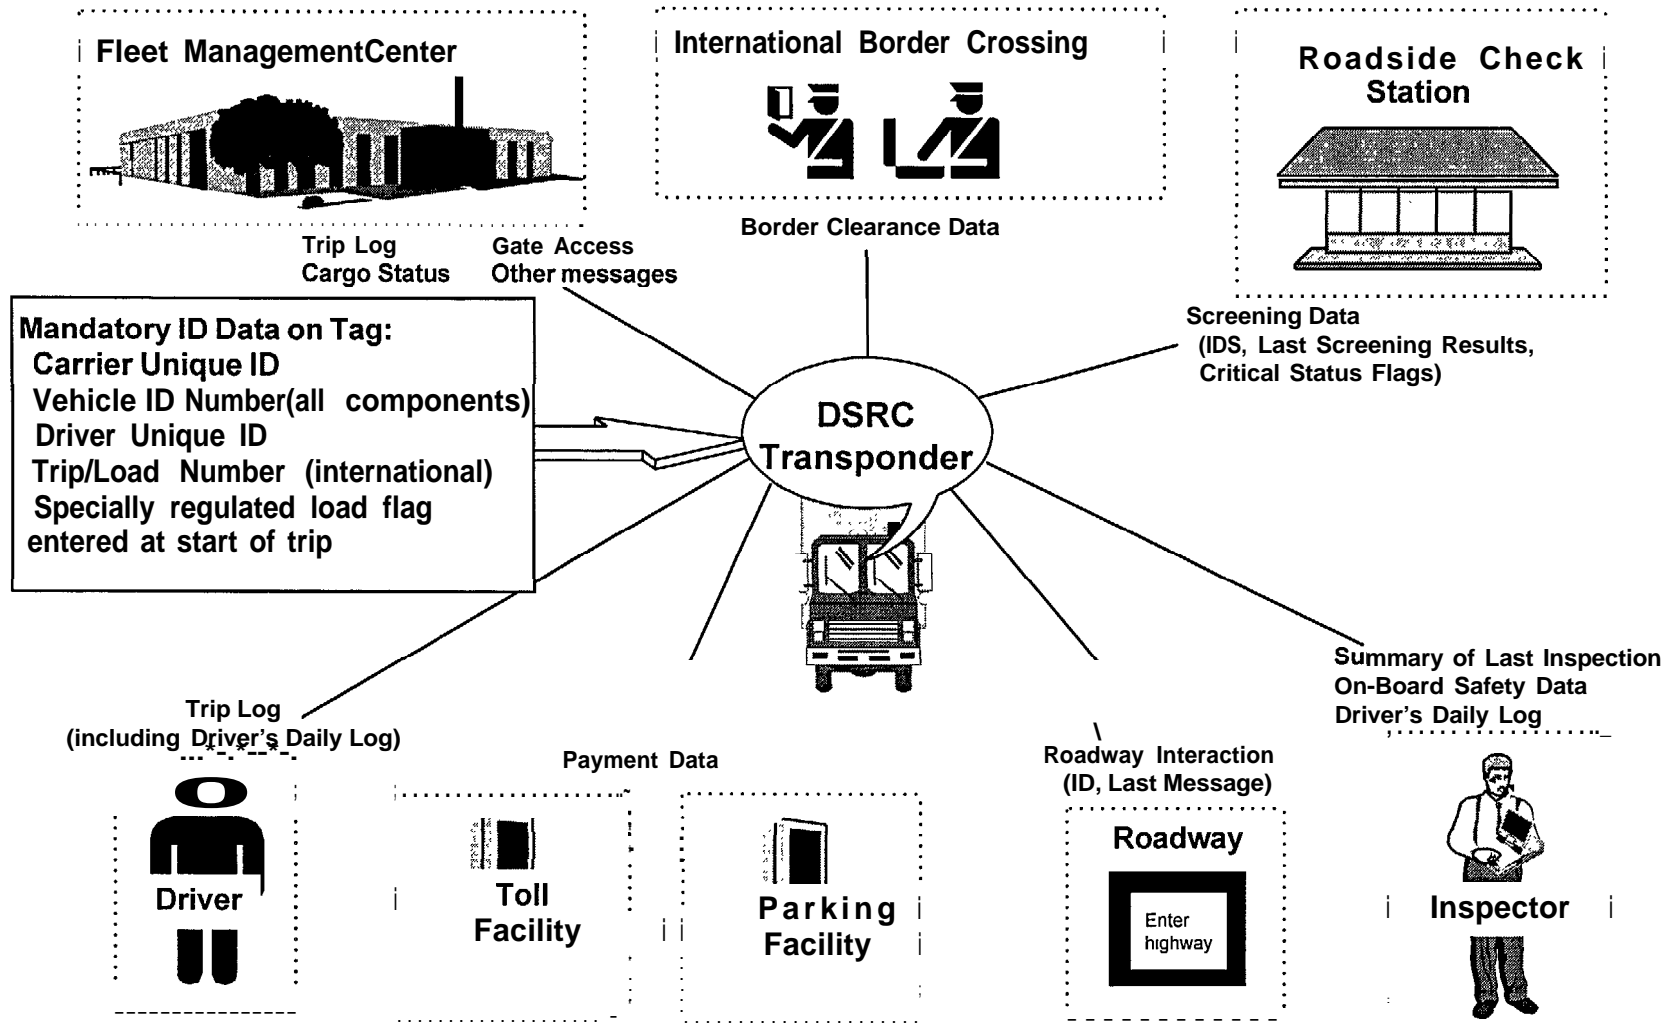 Fleet ManagementCenter
International Border Crossing
Roadside Check
Station
Trip Log
Cargo Status
Gate Access
Other messages
Border Clearance Data
Screening Data
(IDS, Last Screening Results,
Critical Status Flags)
Mandatory ID Data on Tag:
Carrier Unique ID
Vehicle ID Number(all components)
Driver Unique ID
Trip/Load Number (international)
Specially regulated load flag
entered at start of trip
DSRC
Transponder
Trip Log
(including Driver's Daily Log)
Payment Data
Roadway Interaction
(ID, Last Message)
Summary of Last Inspection
On-Board Safety Data
Driver's Daily Log
Driver
Toll
Facility
Parking
Facility
Roadway
Enter
highway
Inspector